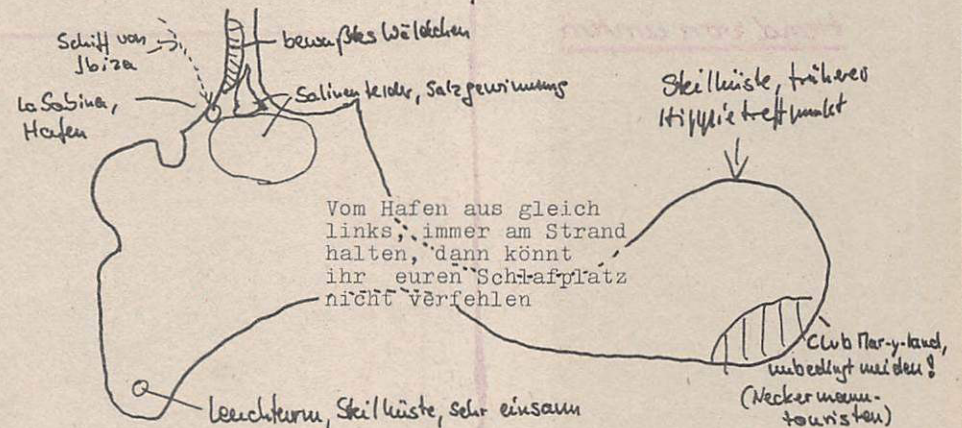 Schiff von
Ibiza
bewußtes Wäldchen
La Sabina,
Hafen
Salinenfelder, Salzgewinnung
Steilküste, früherer
Hippietreffpunkt
Vom Hafen aus gleich
links, immer am Strand
halten, dann könnt
ihr euren Schlafplatz
nicht verfehlen
Club Mar-y-land,
unbedingt meiden!
(Neckermann-
touristen)
Leuchtturm, Steilküste, sehr einsam